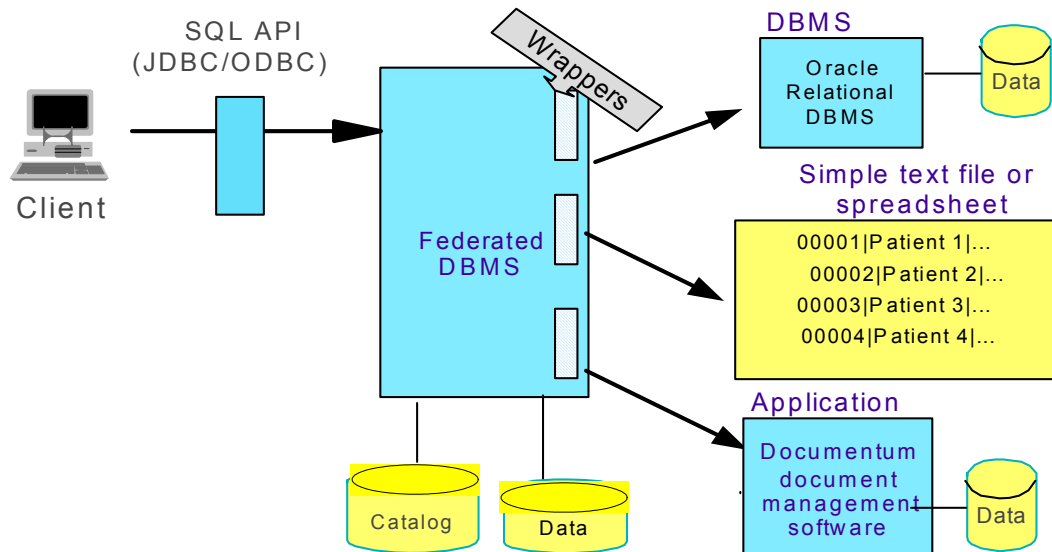 SQL API
(JDBC/ODBC)
Client
Wrappers
Federated
DBMS
Catalog
Data
DBMS
Oracle
Relational
DBMS
Data
Simple text file or
spreadsheet
00001|Patient 1|...
00002|Patient 2|...
00003|Patient 3|...
00004|Patient 4|...
Application
Documentum
document
management
software
Data